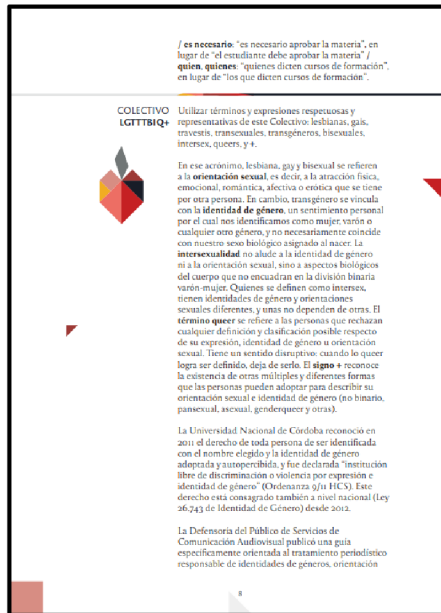 / es necesario: “es necesario aprobar la materia”, en
lugar de “el estudiante debe aprobar la materia” /
quien, quienes: “quienes dicten cursos de formación”,
en lugar de “los que dicten cursos de formación”.
COLECTIVO
LGTTTBIQ+
Utilizar términos y expresiones respetuosas y
representativas de este Colectivo: lesbianas, gais,
travestis, transexuales, transgéneros, bisexuales,
intersex, queers, y +.
En ese acrónimo, lesbiana, gay y bisexual se refieren
a la orientación sexual, es decir, a la atracción física,
emocional, romántica, afectiva o erótica que se tiene
por otra persona. En cambio, transgénero se vincula
con la identidad de género, un sentimiento personal
por el cual nos identificamos como mujer, varón o
cualquier otro género, y no necesariamente coincide
con nuestro sexo biológico asignado al nacer. La
intersexualidad no alude a la identidad de género
ni a la orientación sexual, sino a aspectos biológicos
del cuerpo que no encuadran en la división binaria
varón-mujer. Quienes se definen como intersex,
tienen identidades de género y orientaciones
sexuales diferentes, y unas no dependen de otras. El
término queer se refiere a las personas que rechazan
cualquier definición y clasificación posible respecto
de su expresión, identidad de género u orientación
sexual. Tiene un sentido disruptivo: cuando lo queer
logra ser definido, deja de serlo. El signo + reconoce
la existencia de otras múltiples y diferentes formas
que las personas pueden adoptar para describir su
orientación sexual e identidad de género (no binario,
pansexual, asexual, genderqueer y otras).
La Universidad Nacional de Córdoba reconoció en
2011 el derecho de toda persona de ser identificada
con el nombre elegido y la identidad de género
adoptada y autopercibida, y fue declarada “institución
libre de discriminación o violencia por expresión e
identidad de género” (Ordenanza 9/11 HCS). Este
derecho está consagrado también a nivel nacional (Ley
26.743 de Identidad de Género) desde 2012.
La Defensoría del Público de Servicios de
Comunicación Audiovisual publicó una guía
específicamente orientada al tratamiento periodístico
responsable de identidades de géneros, orientación
8